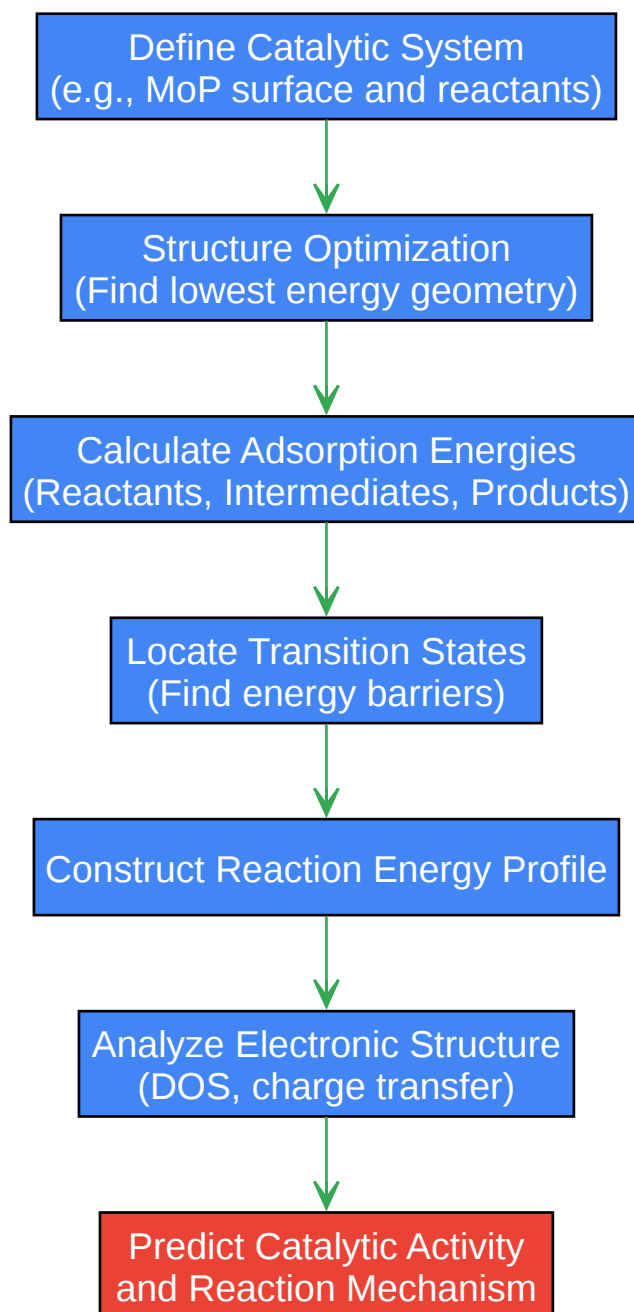 Define Catalytic System
(e.g., MoP surface and reactants)
Structure Optimization
(Find lowest energy geometry)
Calculate Adsorption Energies
(Reactants, Intermediates, Products)
Locate Transition States
(Find energy barriers)
Construct Reaction Energy Profile
Analyze Electronic Structure
(DOS, charge transfer)
Predict Catalytic Activity
and Reaction Mechanism